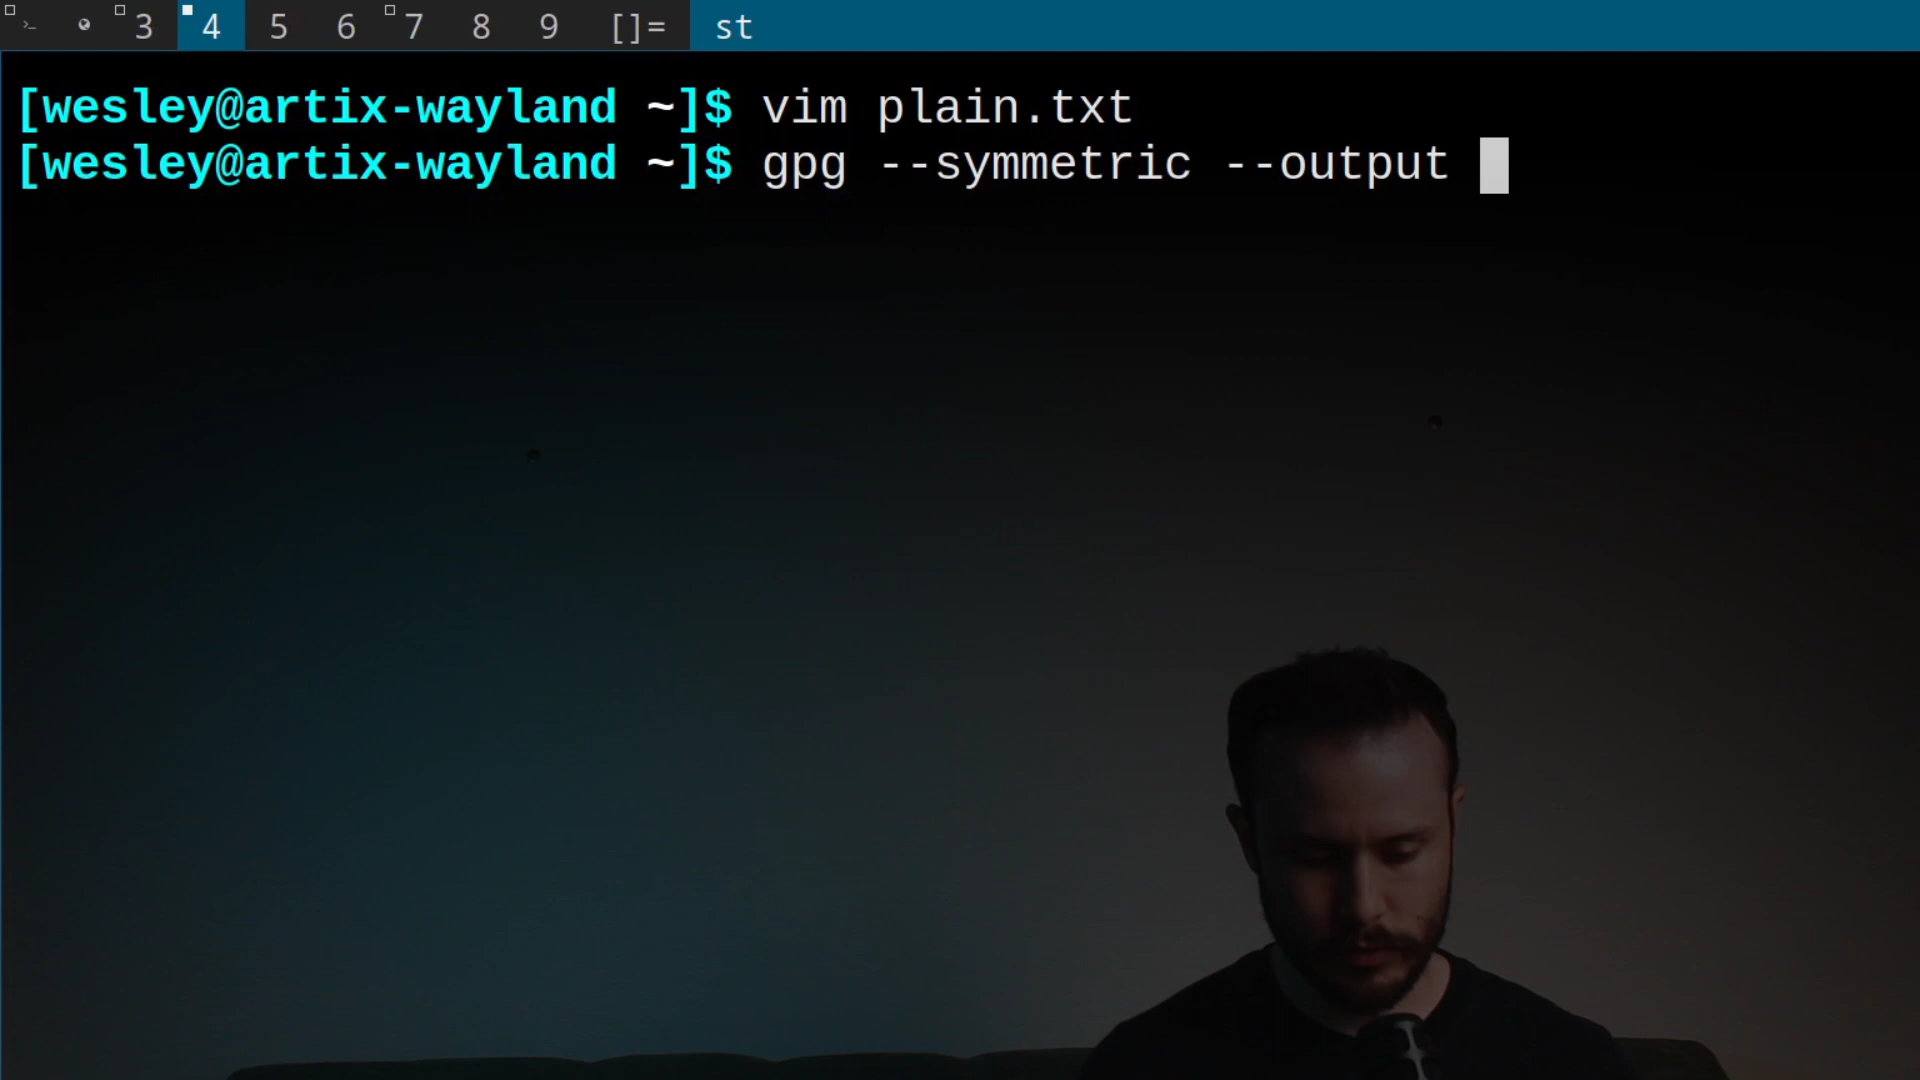 3 4 5 6 7 8 9 []= st
[wesley@artix-wayland ~]$ vim plain.txt
[wesley@artix-wayland ~]$ gpg --symmetric --output